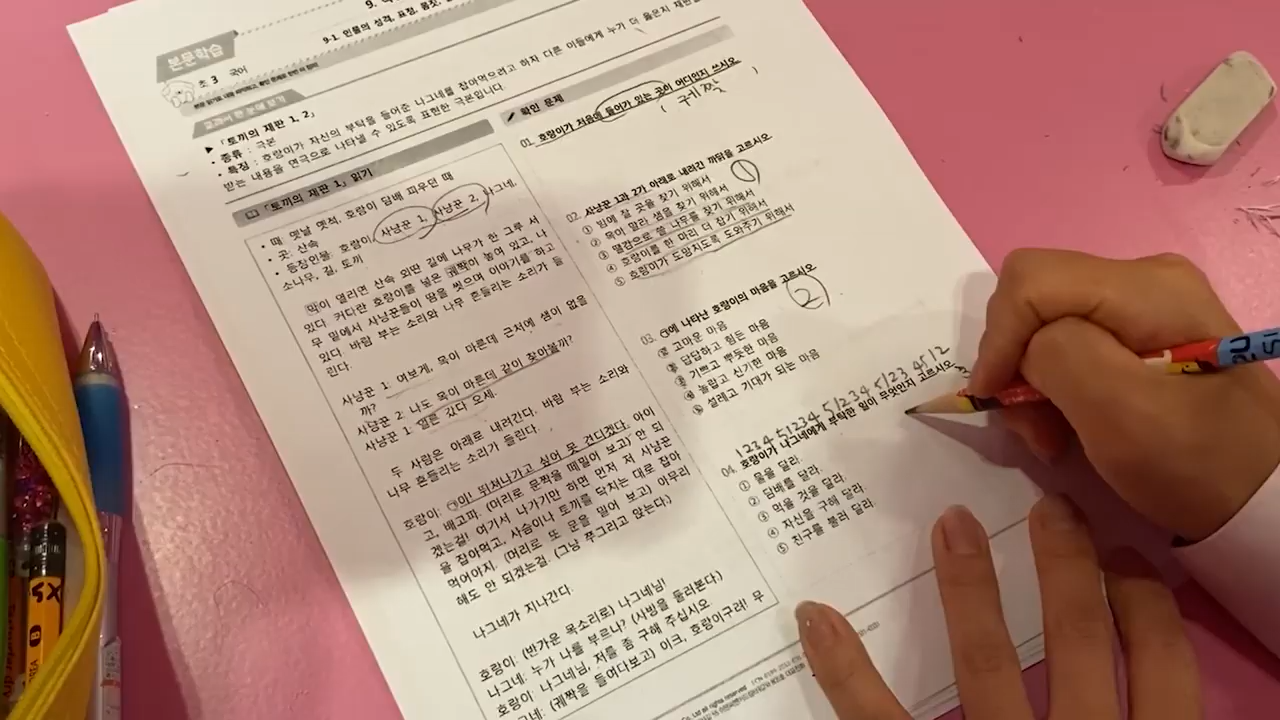 9.
9-1. 인물의 성격, 표정, 몸짓,
본문학습
초 3 국어
「토끼의 재판 1, 2」
종류 : 극본
특징 : 호랑이가 자신의 부탁을 들어준 나그네를 잡아먹으려고 하자 다른 이들에게 누가 더 옳은지 재판을
받는 내용을 연극으로 나타낼 수 있도록 표현한 극본입니다.
「토끼의 재판 1」 읽기
• 때: 옛날 옛적, 호랑이 담배 피우던 때
• 곳: 산속
• 등장인물: 호랑이, 사냥꾼 1, 사냥꾼 2, 나그네,
소나무, 길, 토끼
막이 열리면 산속 외딴 길에 나무가 한 그루 서
있다. 커다란 호랑이를 넣은 궤짝이 놓여 있고, 나
무 밑에서 사냥꾼들이 땀을 씻으며 이야기를 하고
있다. 바람 부는 소리와 나무 흔들리는 소리가 들
린다.
사냥꾼 1: 여보게, 목이 마른데 근처에 샘이 없을
까?
사냥꾼 2: 나도 목이 마른데 같이 찾아볼까?
사냥꾼 1: 얼른 갔다 오세.
두 사람은 아래로 내려간다. 바람 부는 소리와
나무 흔들리는 소리가 들린다.
호랑이: ㉠이! 뛰쳐나가고 싶어 못 견디겠다. 아이
고, 배고파. (머리로 문짝을 떼밀어 보고) 안 되
겠는걸! 여기서 나가기만 하면 먼저 저 사냥꾼
을 잡아먹고, 사슴이나 토끼를 닥치는 대로 잡아
먹어야지. (머리로 또 문을 밀어 보고) 아무리
해도 안 되겠는걸. (그냥 쭈그리고 앉는다.)
나그네가 지나간다.
호랑이: (반가운 목소리로) 나그네님!
나그네: 누가 나를 부르나? (사방을 둘러본다.)
호랑이 나그네님, 저를 좀 구해 주십시오
그네: (궤짝을 들여다보고) 이크, 호랑이구려! 무
확인 문제
01. 호랑이가 처음에 들어가 있는 곳이 어디인지 쓰시오.
( 궤짝 )
02. 사냥꾼 1과 2가 아래로 내려간 까닭을 고르시오
①
① 밤에 잘 곳을 찾기 위해서
② 목이 말라 샘을 찾기 위해서
③ 땔감으로 쓸 나무를 찾기 위해서
④ 호랑이를 한 마리 더 잡기 위해서
⑤ 호랑이가 도망치도록 도와주기 위해서
03. ㉠에 나타난 호랑이의 마음을 고르시오
2
① 고마운 마음
② 답답하고 힘든 마음
③ 기쁘고 뿌듯한 마음
④ 놀랍고 신기한 마음
⑤ 설레고 기대가 되는 마음
1234 51234 51234 5123 4512
3
04. 호랑이가 나그네에게 부탁한 일이 무엇인지 고르시오.
① 물을 달라.
② 담배를 달라.
③ 먹을 것을 달라.
④ 자신을 구해 달라.
⑤ 친구를 불러 달라.
Co., Ltd all rights reserved